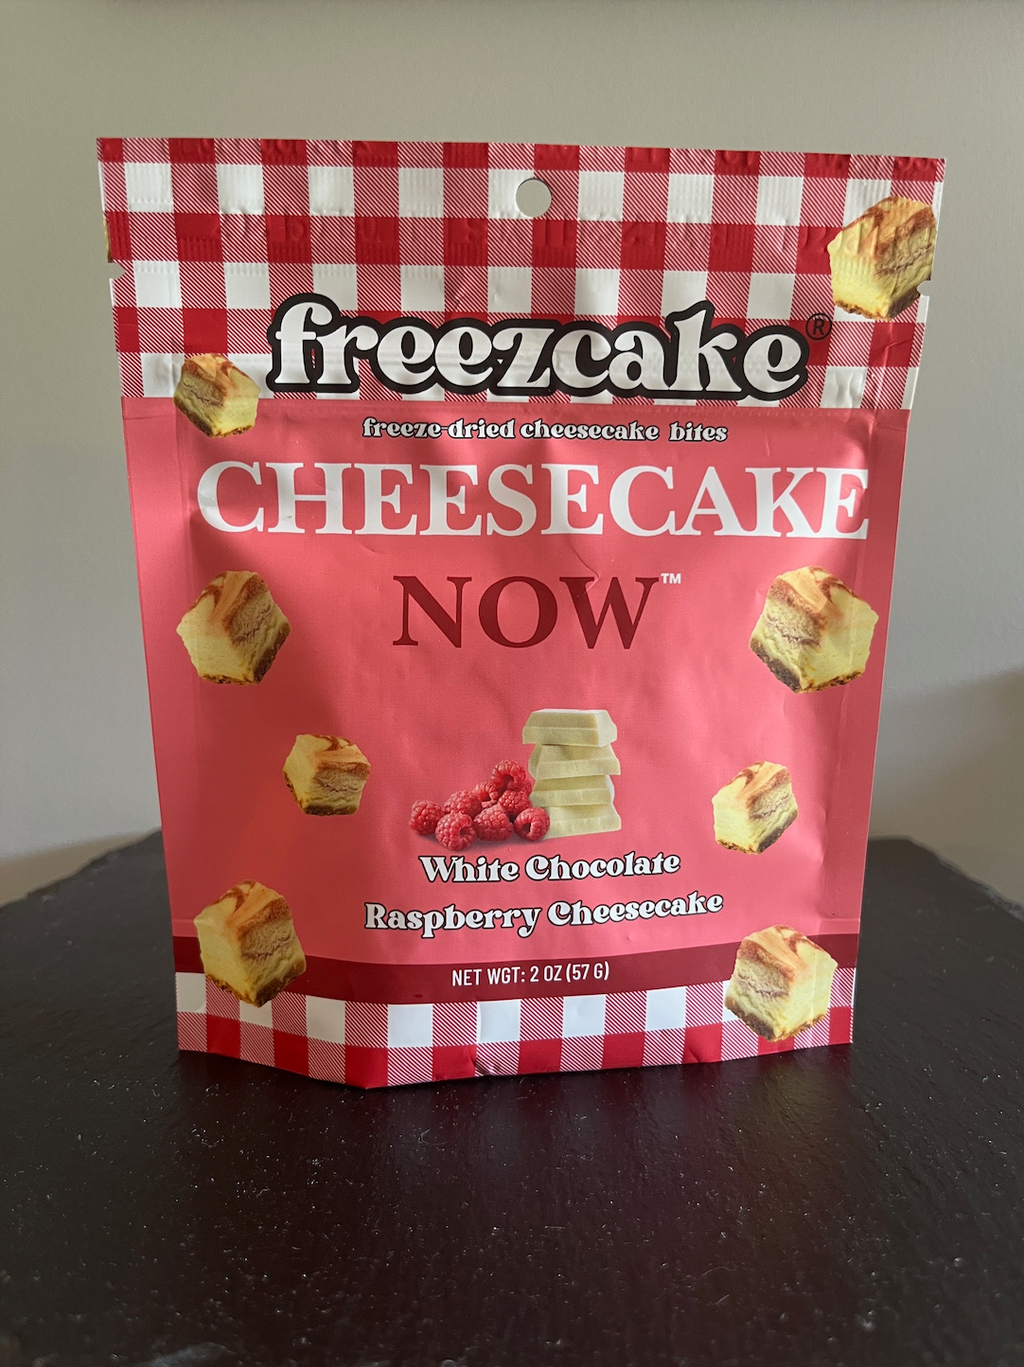 freezcake®
freeze-dried cheesecake bites
CHEESECAKE
NOW™
White Chocolate
Raspberry Cheesecake
NET WGT: 2 OZ (57 G)